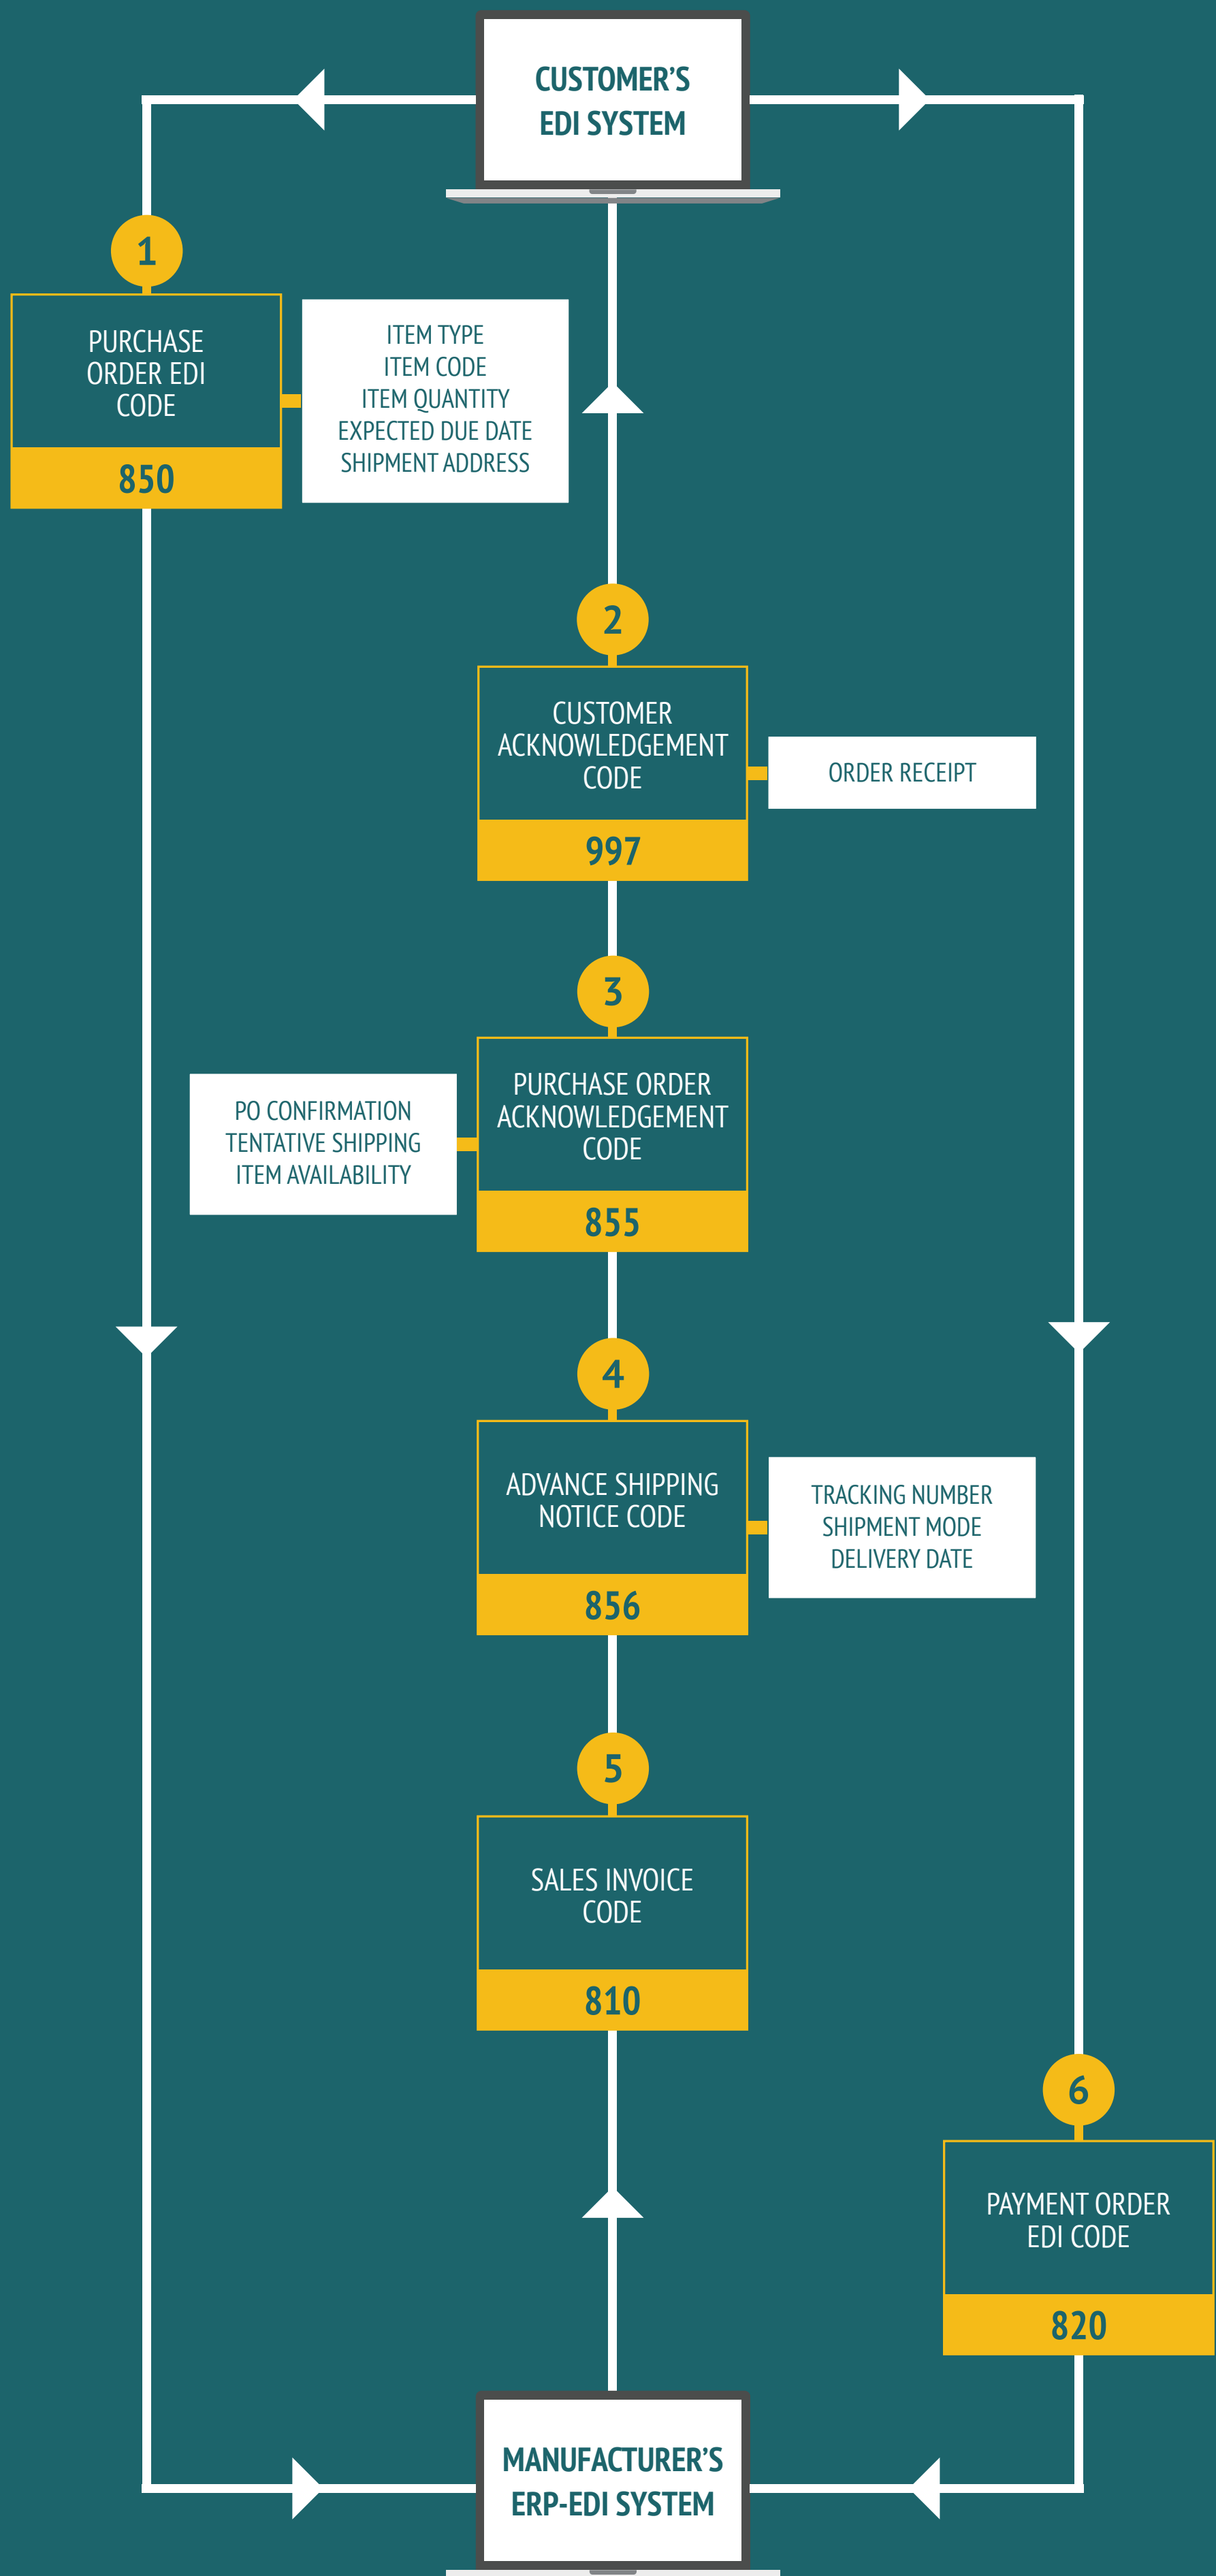 CUSTOMER’S
EDI SYSTEM
1
PURCHASE
ORDER EDI
CODE
850
ITEM TYPE
ITEM CODE
ITEM QUANTITY
EXPECTED DUE DATE
SHIPMENT ADDRESS
2
CUSTOMER
ACKNOWLEDGEMENT
CODE
997
ORDER RECEIPT
3
PURCHASE ORDER
ACKNOWLEDGEMENT
CODE
855
PO CONFIRMATION
TENTATIVE SHIPPING
ITEM AVAILABILITY
4
ADVANCE SHIPPING
NOTICE CODE
856
TRACKING NUMBER
SHIPMENT MODE
DELIVERY DATE
5
SALES INVOICE
CODE
810
6
PAYMENT ORDER
EDI CODE
820
MANUFACTURER’S
ERP-EDI SYSTEM